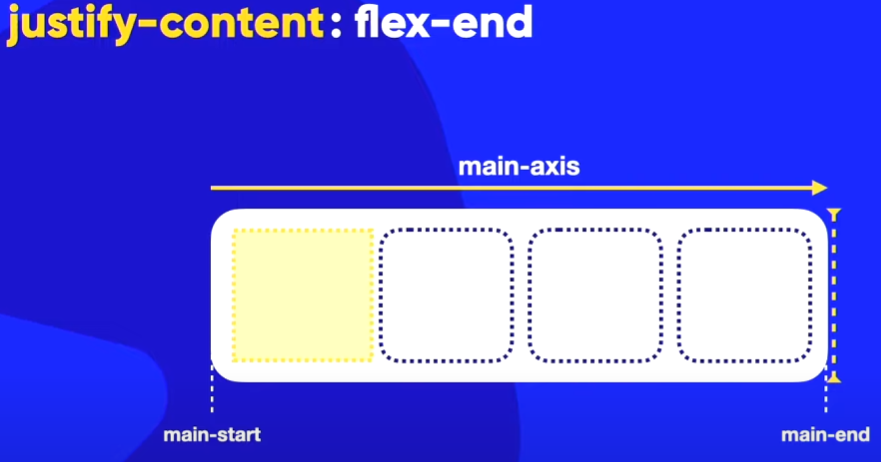 justify-content: flex-end
main-axis
main-start
main-end